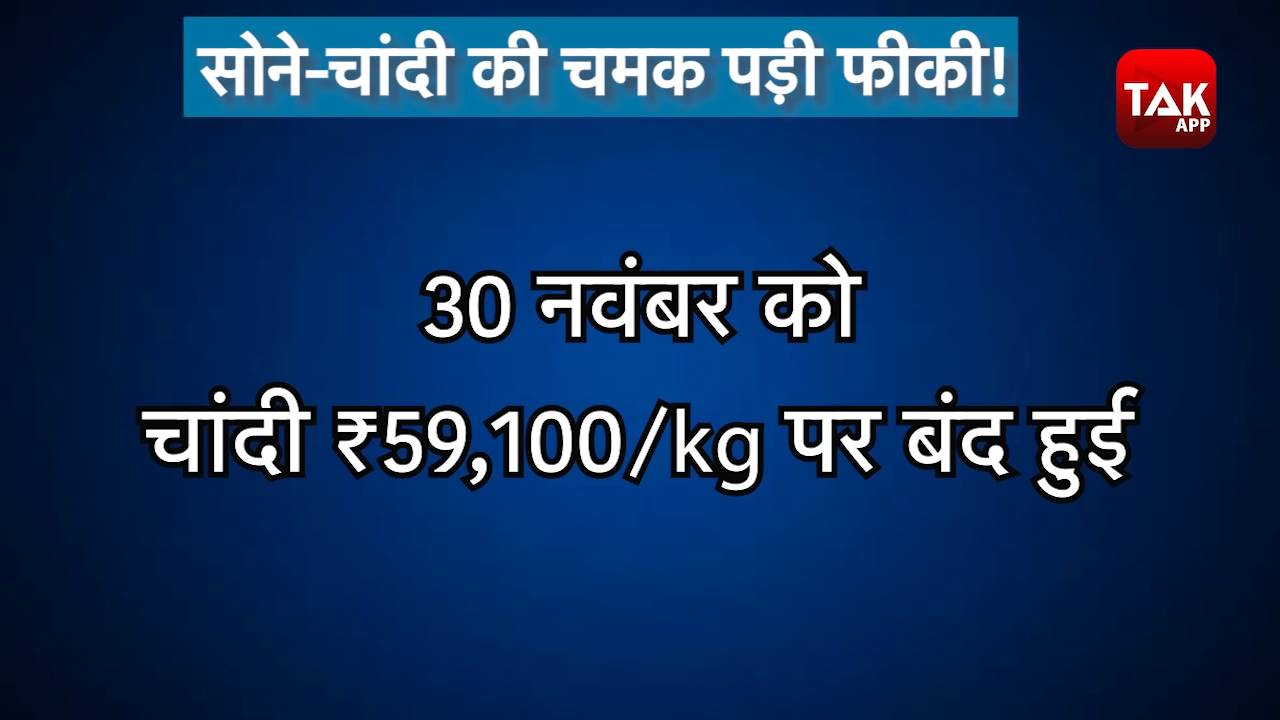 सोने-चांदी की चमक पड़ी फीकी!
TAK
APP
30 नवंबर को
चांदी ₹59,100/kg पर बंद हुई